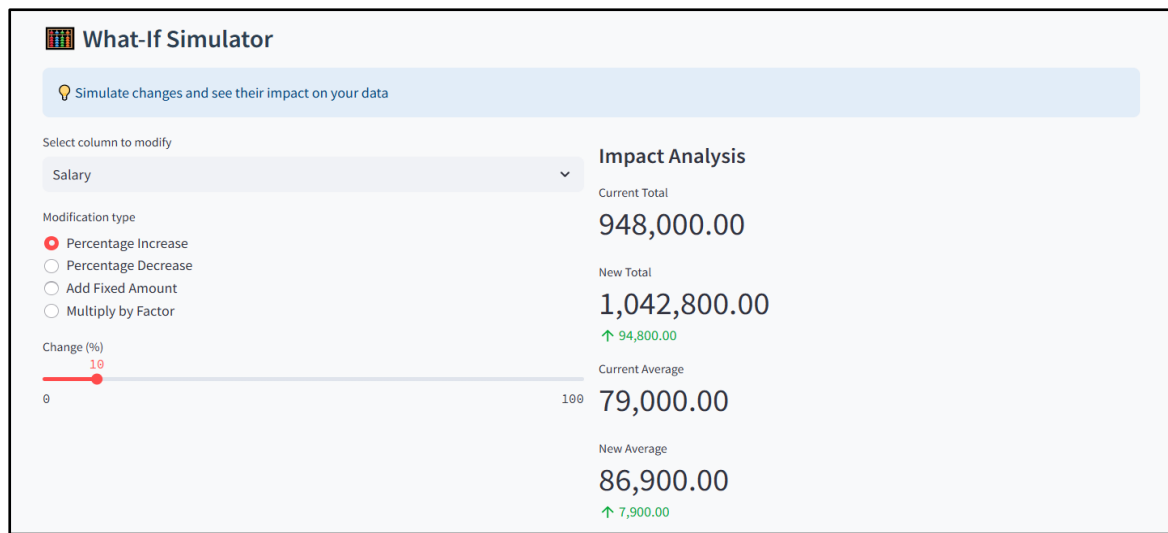 What-If Simulator
Simulate changes and see their impact on your data
Select column to modify
Salary
Modification type
Percentage Increase
Percentage Decrease
Add Fixed Amount
Multiply by Factor
Change (%)
10
0 100
Impact Analysis
Current Total
948,000.00
New Total
1,042,800.00
↑ 94,800.00
Current Average
79,000.00
New Average
86,900.00
↑ 7,900.00